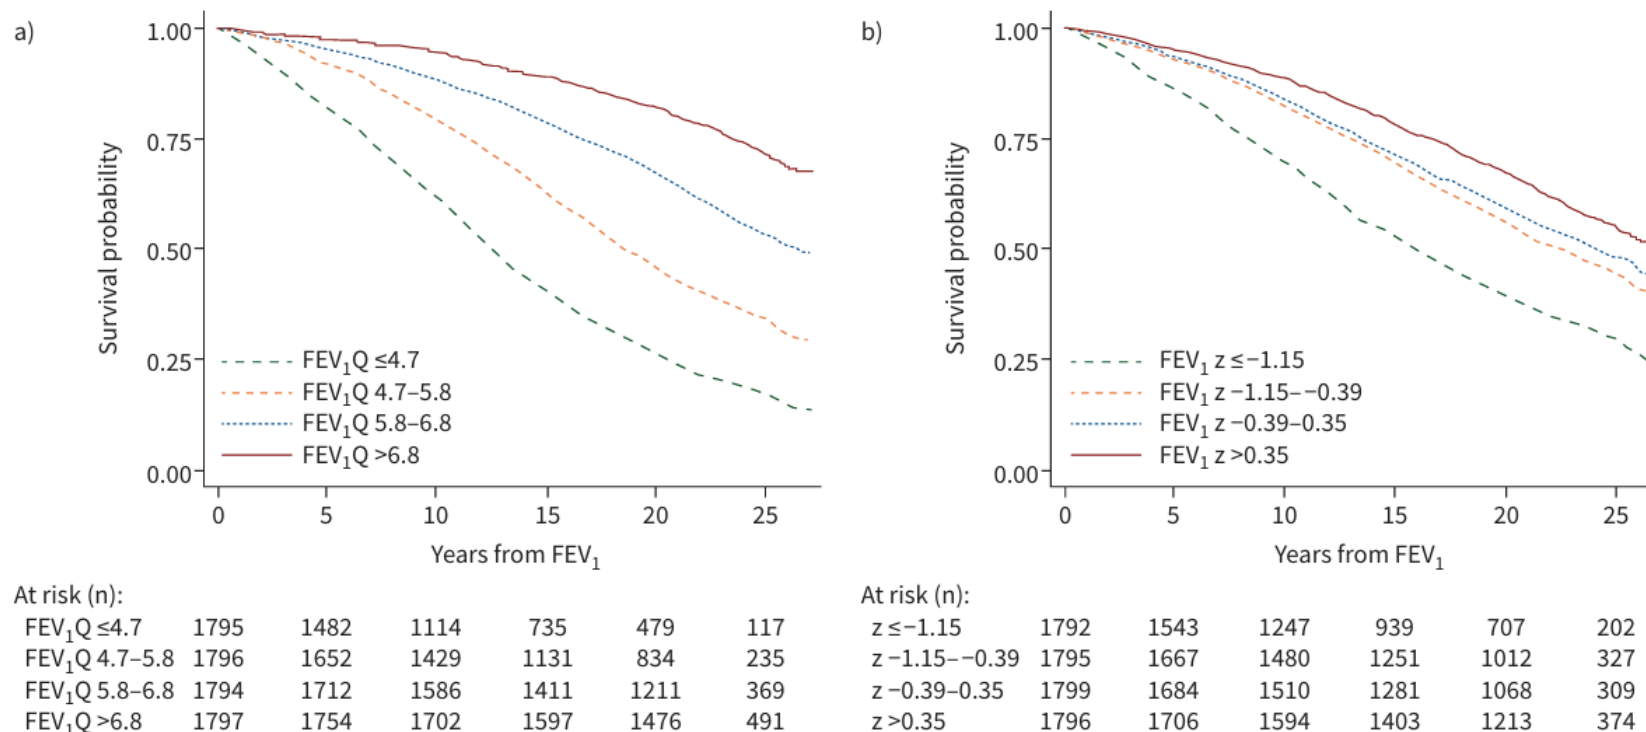 a)
1.00
0.75
0.50
0.25
0.00
Survival probability
FEV₁Q ≤4.7
FEV₁Q 4.7–5.8
FEV₁Q 5.8–6.8
FEV₁Q >6.8
0 5 10 15 20 25
Years from FEV₁
At risk (n):
FEV₁Q ≤4.7 1795 1482 1114 735 479 117
FEV₁Q 4.7–5.8 1796 1652 1429 1131 834 235
FEV₁Q 5.8–6.8 1794 1712 1586 1411 1211 369
FEV₁Q >6.8 1797 1754 1702 1597 1476 491
b)
1.00
0.75
0.50
0.25
0.00
Survival probability
FEV₁ z ≤−1.15
FEV₁ z −1.15–−0.39
FEV₁ z −0.39–0.35
FEV₁ z >0.35
0 5 10 15 20 25
Years from FEV₁
At risk (n):
z ≤−1.15 1792 1543 1247 939 707 202
z −1.15–−0.39 1795 1667 1480 1251 1012 327
z −0.39–0.35 1799 1684 1510 1281 1068 309
z >0.35 1796 1706 1594 1403 1213 374